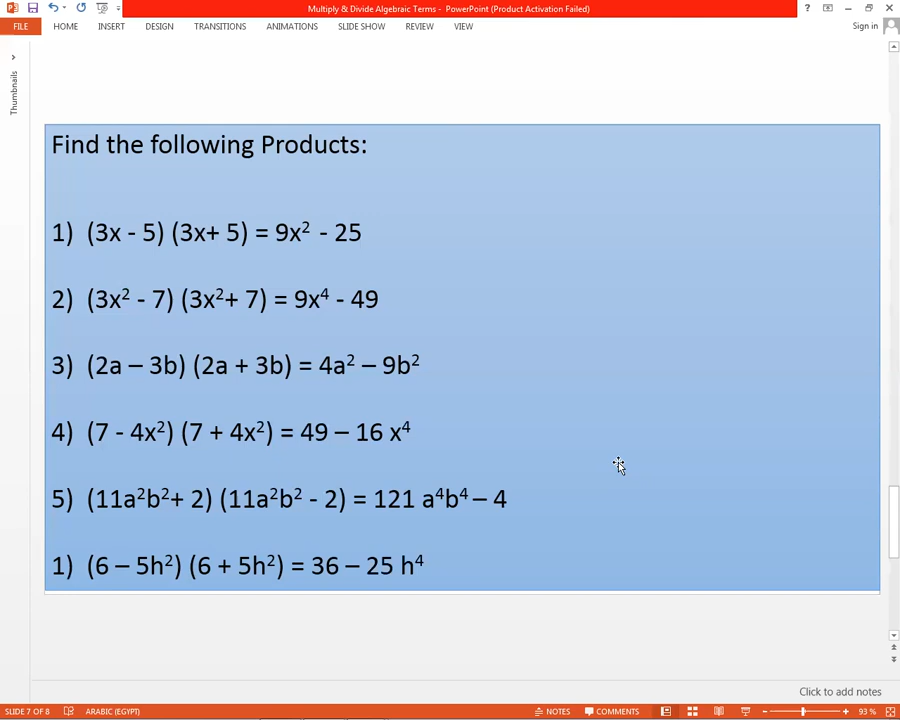 Multiply & Divide Algebraic Terms - PowerPoint (Product Activation Failed)
FILE HOME INSERT DESIGN TRANSITIONS ANIMATIONS SLIDE SHOW REVIEW VIEW Sign in
Thumbnails
Find the following Products:
1) (3x - 5) (3x+ 5) = 9x² - 25
2) (3x² - 7) (3x²+ 7) = 9x⁴ - 49
3) (2a – 3b) (2a + 3b) = 4a² – 9b²
4) (7 - 4x²) (7 + 4x²) = 49 – 16 x⁴
5) (11a²b²+ 2) (11a²b² - 2) = 121 a⁴b⁴ – 4
1) (6 – 5h²) (6 + 5h²) = 36 – 25 h⁴
Click to add notes
SLIDE 7 OF 8 ARABIC (EGYPT) NOTES COMMENTS 93 %